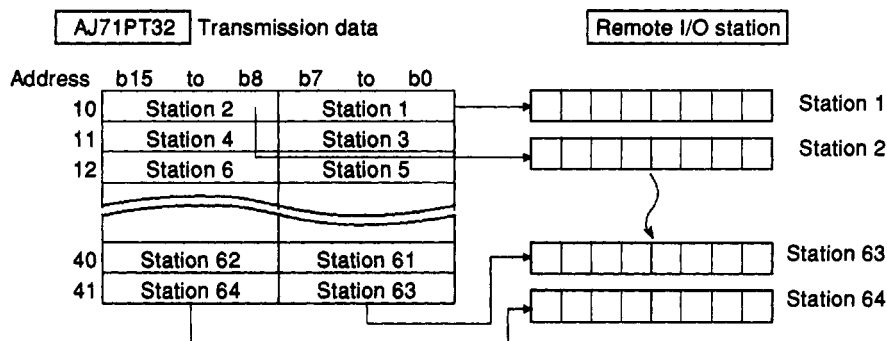 AJ71PT32 Transmission data
Remote I/O station
Address b15 to b8 b7 to b0
10 Station 2 Station 1
Station 1
11 Station 4 Station 3
Station 2
12 Station 6 Station 5
40 Station 62 Station 61
Station 63
41 Station 64 Station 63
Station 64